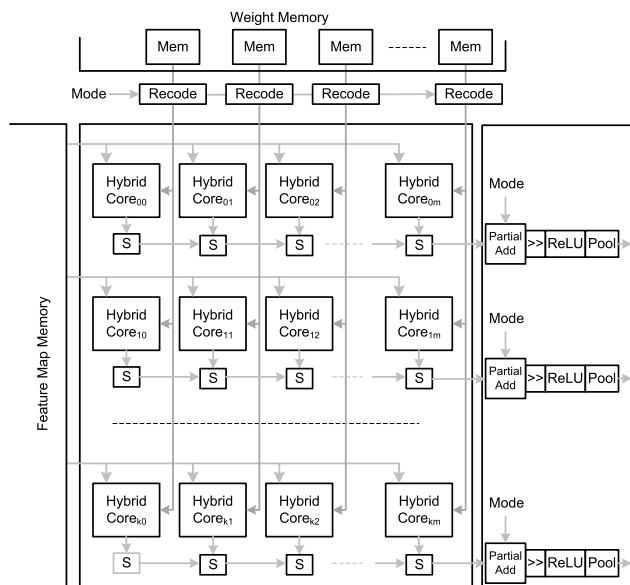 Weight Memory
Mem Mem Mem Mem
Mode Recode Recode Recode Recode
Feature Map Memory
Hybrid Core00 Hybrid Core01 Hybrid Core02 Hybrid Core0m
Mode
S S S S
Partial Add >> ReLU Pool
Hybrid Core10 Hybrid Core11 Hybrid Core12 Hybrid Core1m
Mode
S S S S
Partial Add >> ReLU Pool
Hybrid Corek0 Hybrid Corek1 Hybrid Corek2 Hybrid Corekm
Mode
S S S S
Partial Add >> ReLU Pool